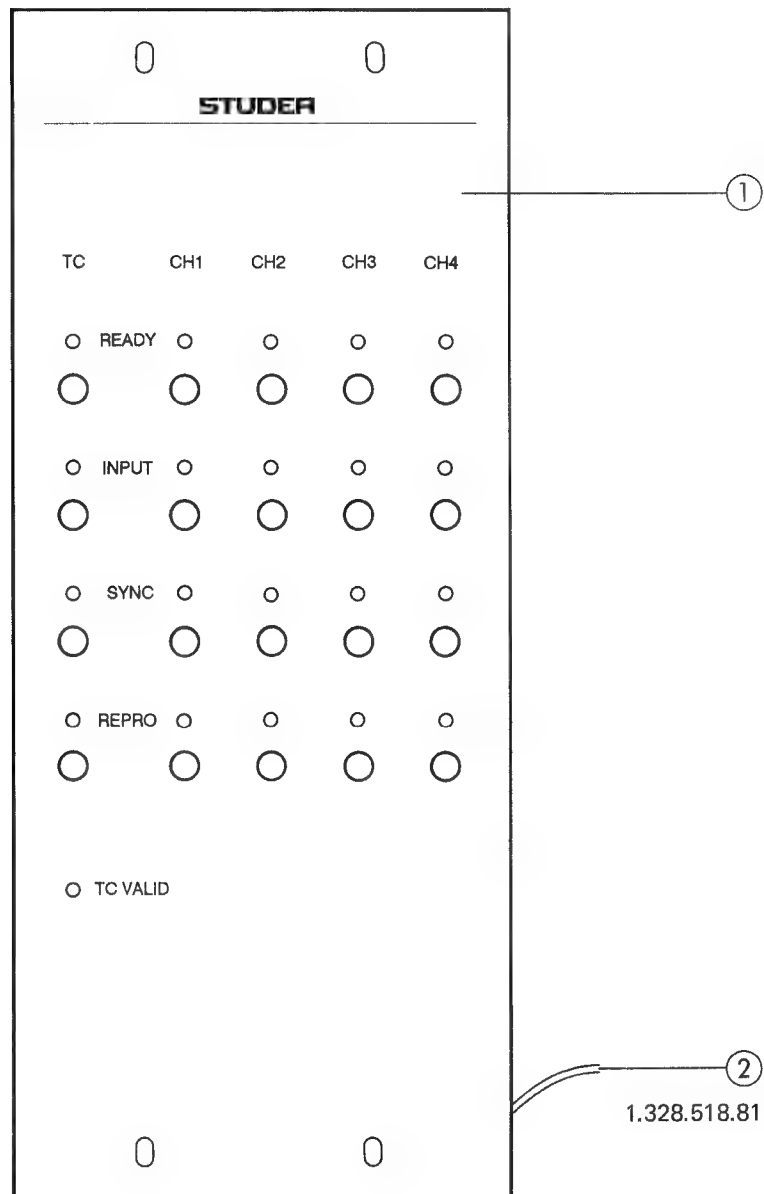 STUDER
1
TC CH1 CH2 CH3 CH4
READY
INPUT
SYNC
REPRO
TC VALID
2
1.328.518.81